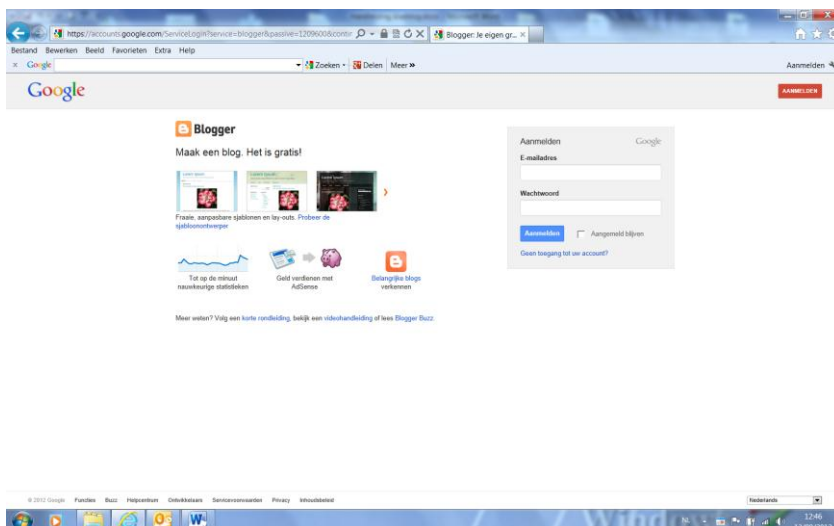 https://accounts.google.com/ServiceLogin?service=blogger&passive=1209600&contin
Blogger: Je eigen gr...
Bestand Bewerken Beeld Favorieten Extra Help
x Google Zoeken Delen Meer »
Aanmelden
Google
AANMELDEN
Blogger
Maak een blog. Het is gratis!
Fraaie, aanpasbare sjablonen en lay-outs. Probeer de
sjabloonontwerper
Tot op de minuut
nauwkeurige statistieken
Geld verdienen met
AdSense
Belangrijke blogs
verkennen
Meer weten? Volg een korte rondleiding, bekijk een videohandleiding of lees Blogger Buzz
Aanmelden Google
E-mailadres
Wachtwoord
Aanmelden Aangemeld blijven
Geen toegang tot uw account?
© 2012 Google Functies Buzz Helpcentrum Ontwikkelaars Servicevoorwaarden Privacy Inhoudsbeleid
Nederlands
NL
12:46